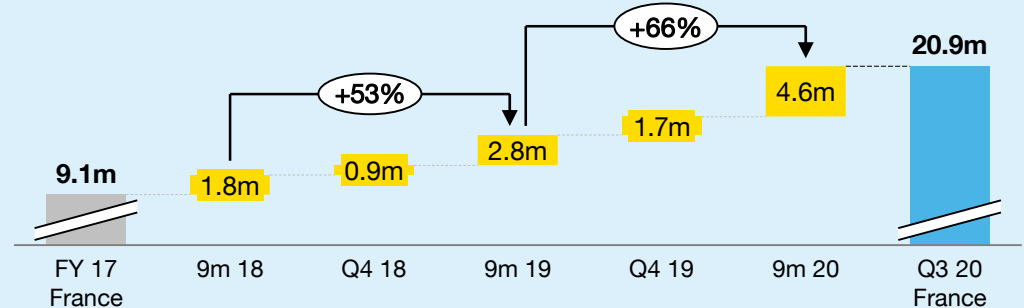 +66%
20.9m
+53%
4.6m
1.7m
2.8m
9.1m
0.9m
1.8m
FY 17
France
9m 18
Q4 18
9m 19
Q4 19
9m 20
Q3 20
France